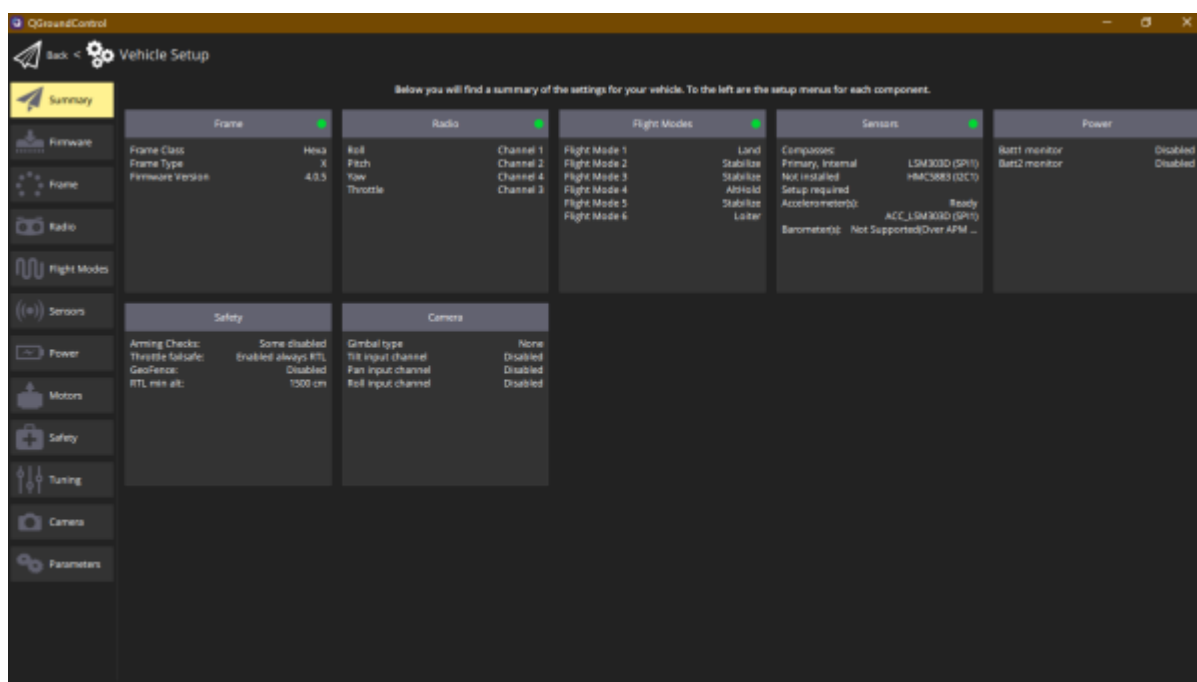 QGroundControl
Back < Vehicle Setup
Below you will find a summary of the settings for your vehicle. To the left are the setup menus for each component.
Summary
Firmware
Frame
Radio
Flight Modes
Sensors
Power
Motors
Safety
Tuning
Camera
Parameters
Frame
Frame Class Hexa
Frame Type X
Firmware Version 4.0.5
Radio
Roll Channel 1
Pitch Channel 2
Yaw Channel 4
Throttle Channel 3
Flight Modes
Flight Mode 1 Land
Flight Mode 2 Stabilize
Flight Mode 3 Stabilize
Flight Mode 4 AltHold
Flight Mode 5 Stabilize
Flight Mode 6 Loiter
Sensors
Compasses:
Primary, Internal LSM303D (SPI1)
Not installed HMC5883 (I2C1)
Setup required
Accelerometer(s): Ready
ACC_LSM303D (SPI1)
Barometer(s): Not Supported(Over APM ...
Power
Batt1 monitor Disabled
Batt2 monitor Disabled
Safety
Arming Checks: Some disabled
Throttle failsafe: Enabled always RTL
GeoFence: Disabled
RTL min alt: 1500 cm
Camera
Gimbal type None
Tilt input channel Disabled
Pan input channel Disabled
Roll input channel Disabled